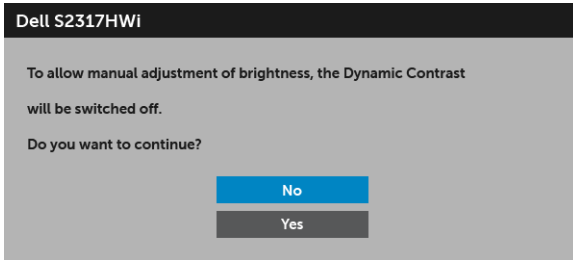 Dell S2317HWi
To allow manual adjustment of brightness, the Dynamic Contrast
will be switched off.
Do you want to continue?
No
Yes